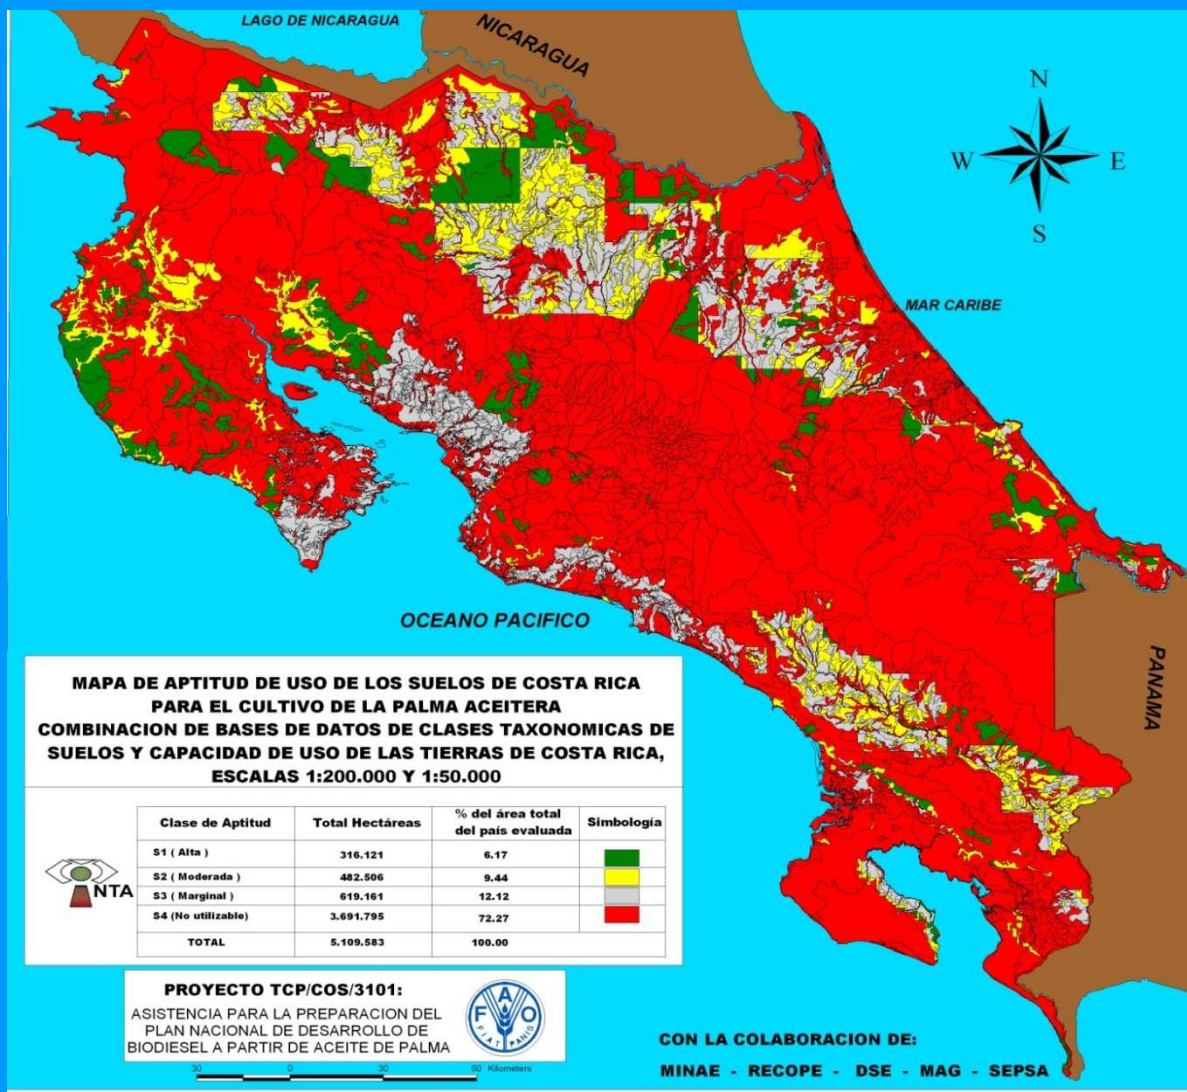 LAGO DE NICARAGUA
NICARAGUA
N
W
E
S
MAR CARIBE
OCEANO PACIFICO
PANAMA
MAPA DE APTITUD DE USO DE LOS SUELOS DE COSTA RICA
PARA EL CULTIVO DE LA PALMA ACEITERA
COMBINACION DE BASES DE DATOS DE CLASES TAXONOMICAS DE
SUELOS Y CAPACIDAD DE USO DE LAS TIERRAS DE COSTA RICA,
ESCALAS 1:200.000 Y 1:50.000
Clase de Aptitud Total Hectáreas % del área total del país evaluada Simbología
S1 ( Alta ) 316.121 6.17
S2 ( Moderada ) 482.506 9.44
S3 ( Marginal ) 619.161 12.12
S4 (No utilizable) 3.691.795 72.27
TOTAL 5.109.583 100.00
NTA
PROYECTO TCP/COS/3101:
ASISTENCIA PARA LA PREPARACION DEL
PLAN NACIONAL DE DESARROLLO DE
BIODIESEL A PARTIR DE ACEITE DE PALMA
F A O
FIAT PANIS
30 0 30 60 Kilometers
CON LA COLABORACION DE:
MINAE - RECOPE - DSE - MAG - SEPSA